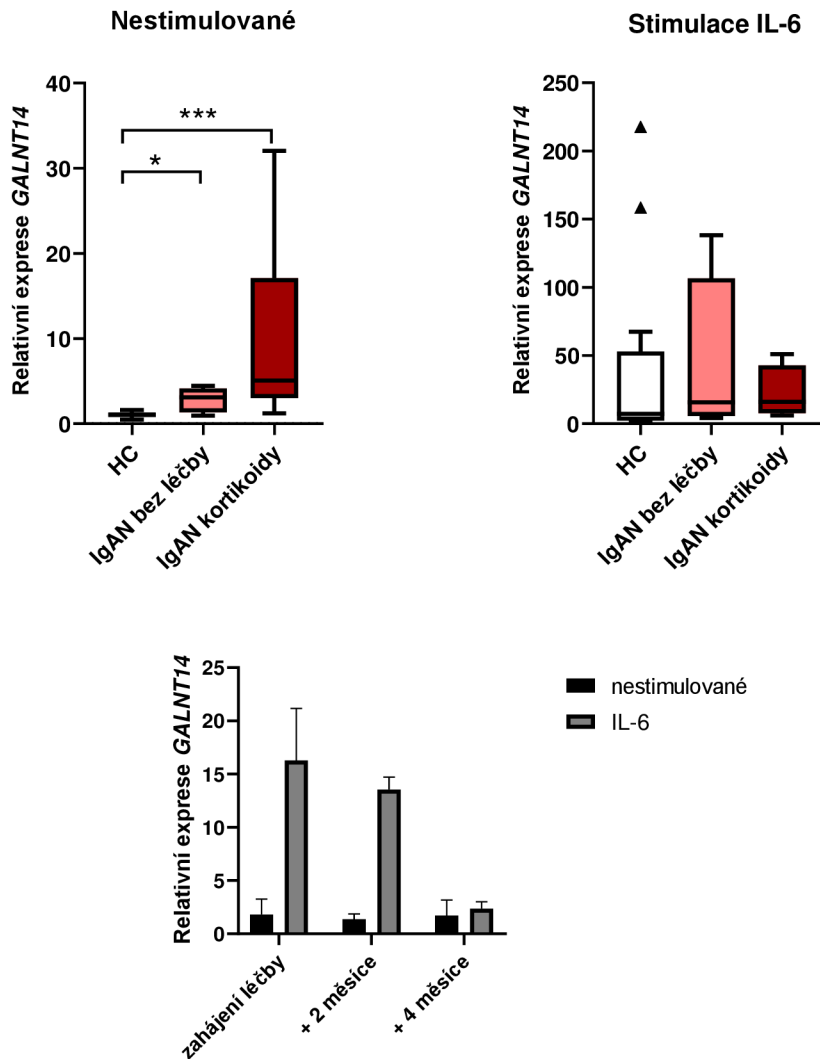 Nestimulované
Relativní exprese GALNT14
40
30
20
10
0
***
*
HC
IgAN bez léčby
IgAN kortikoidy
Stimulace IL-6
Relativní exprese GALNT14
250
200
150
100
50
0
HC
IgAN bez léčby
IgAN kortikoidy
Relativní exprese GALNT14
25
20
15
10
5
0
zahájení léčby
+ 2 měsíce
+ 4 měsíce
nestimulované
IL-6